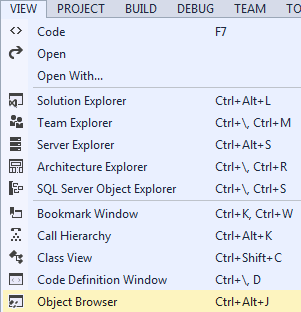 VIEW PROJECT BUILD DEBUG TEAM TO
Code F7
Open
Open With...
Solution Explorer Ctrl+Alt+L
Team Explorer Ctrl+\, Ctrl+M
Server Explorer Ctrl+Alt+S
Architecture Explorer Ctrl+\, Ctrl+R
SQL Server Object Explorer Ctrl+\, Ctrl+S
Bookmark Window Ctrl+K, Ctrl+W
Call Hierarchy Ctrl+Alt+K
Class View Ctrl+Shift+C
Code Definition Window Ctrl+\, D
Object Browser Ctrl+Alt+J